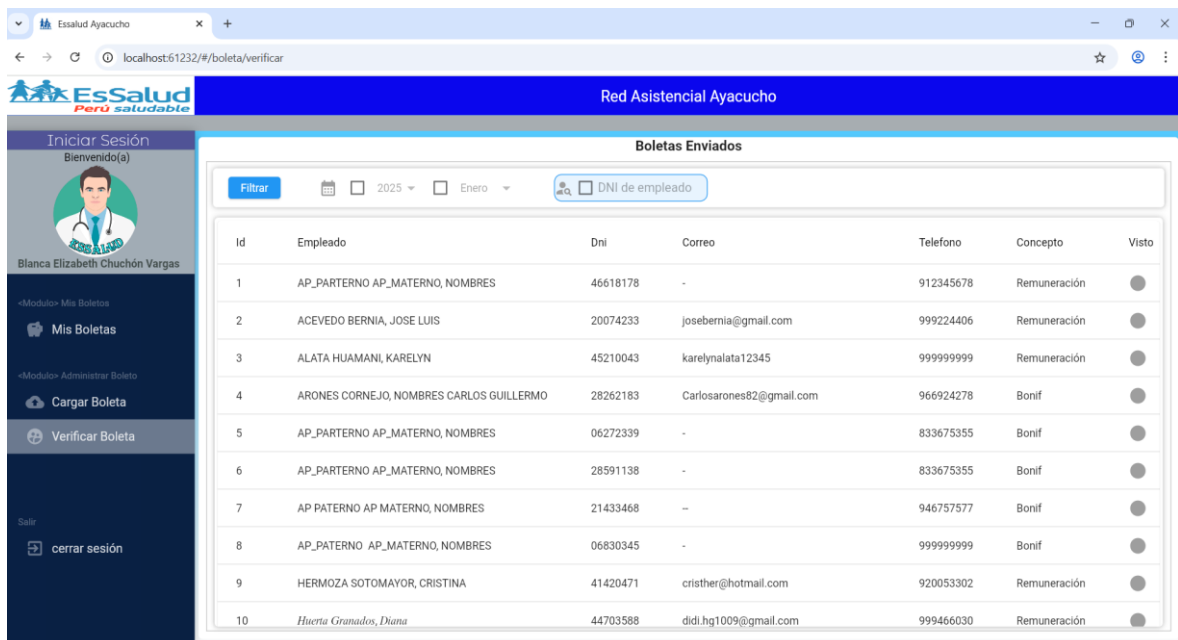 Essalud Ayacucho
localhost:61232/#/boleta/verificar
EsSalud
Perú saludable
Red Asistencial Ayacucho
Iniciar Sesión
Bienvenido(a)
ESSALUD
Blanca Elizabeth Chuchón Vargas
<Modulo> Mis Boletos
Mis Boletas
<Modulo> Administrar Boleto
Cargar Boleta
Verificar Boleta
Salir
cerrar sesión
Boletas Enviados
Filtrar 2025 Enero DNI de empleado
Id Empleado Dni Correo Telefono Concepto Visto
1 AP_PARTERNO AP_MATERNO, NOMBRES 46618178 - 912345678 Remuneración
2 ACEVEDO BERNIA, JOSE LUIS 20074233 josebernia@gmail.com 999224406 Remuneración
3 ALATA HUAMANI, KARELYN 45210043 karelynalata12345 999999999 Remuneración
4 ARONES CORNEJO, NOMBRES CARLOS GUILLERMO 28262183 Carlosarones82@gmail.com 966924278 Bonif
5 AP_PARTERNO AP_MATERNO, NOMBRES 06272339 - 833675355 Bonif
6 AP_PARTERNO AP_MATERNO, NOMBRES 28591138 - 833675355 Bonif
7 AP PATERNO AP MATERNO, NOMBRES 21433468 -- 946757577 Bonif
8 AP_PATERNO AP_MATERNO, NOMBRES 06830345 - 999999999 Bonif
9 HERMOZA SOTOMAYOR, CRISTINA 41420471 cristher@hotmail.com 920053302 Remuneración
10 Huerta Granados, Diana 44703588 didi.hg1009@gmail.com 999466030 Remuneración